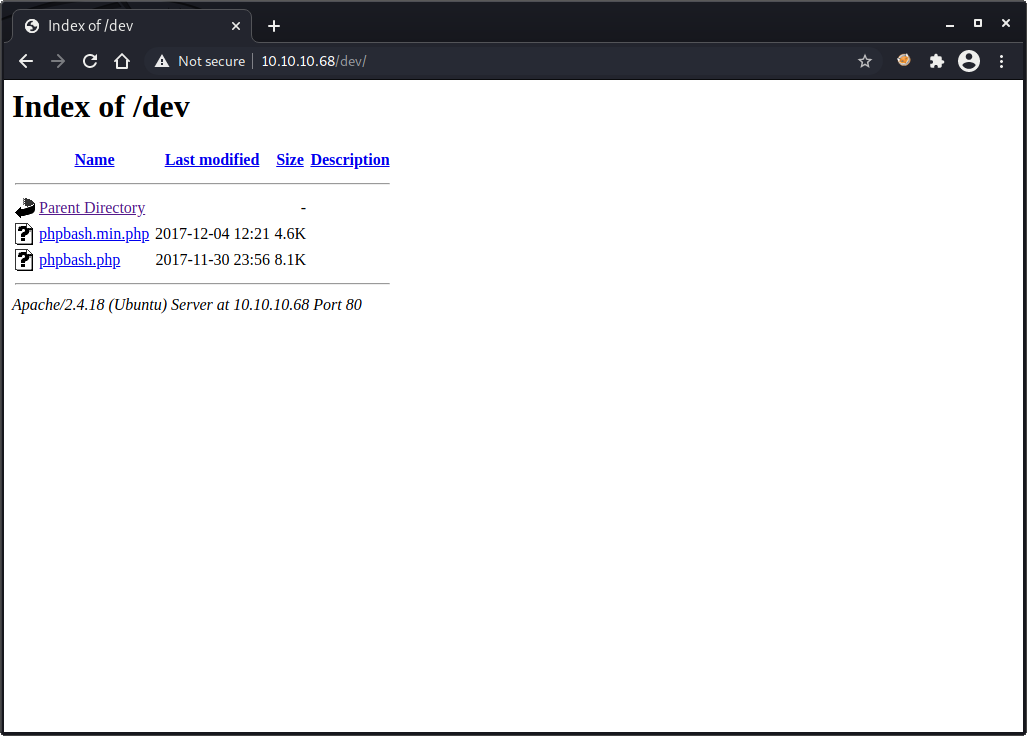 Index of /dev
Not secure 10.10.10.68/dev/
Index of /dev
Name Last modified Size Description
Parent Directory -
phpbash.min.php 2017-12-04 12:21 4.6K
phpbash.php 2017-11-30 23:56 8.1K
Apache/2.4.18 (Ubuntu) Server at 10.10.10.68 Port 80